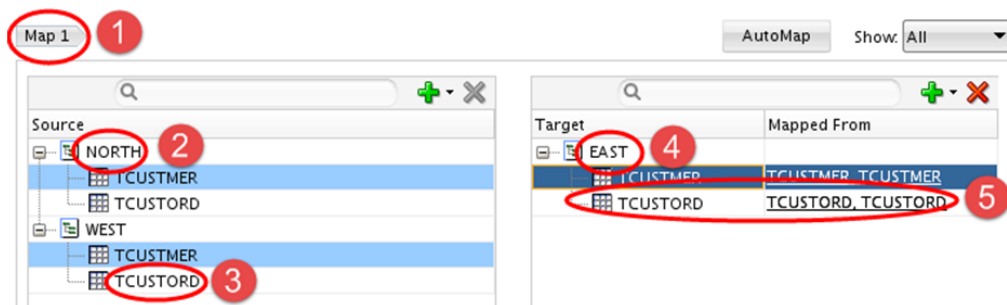 Map 1
1
AutoMap Show: All
Source
Target Mapped From
NORTH
2
EAST
4
TCUSTMER
TCUSTMER TCUSTMER, TCUSTMER
TCUSTORD
TCUSTORD TCUSTORD, TCUSTORD
5
WEST
TCUSTMER
TCUSTORD
3